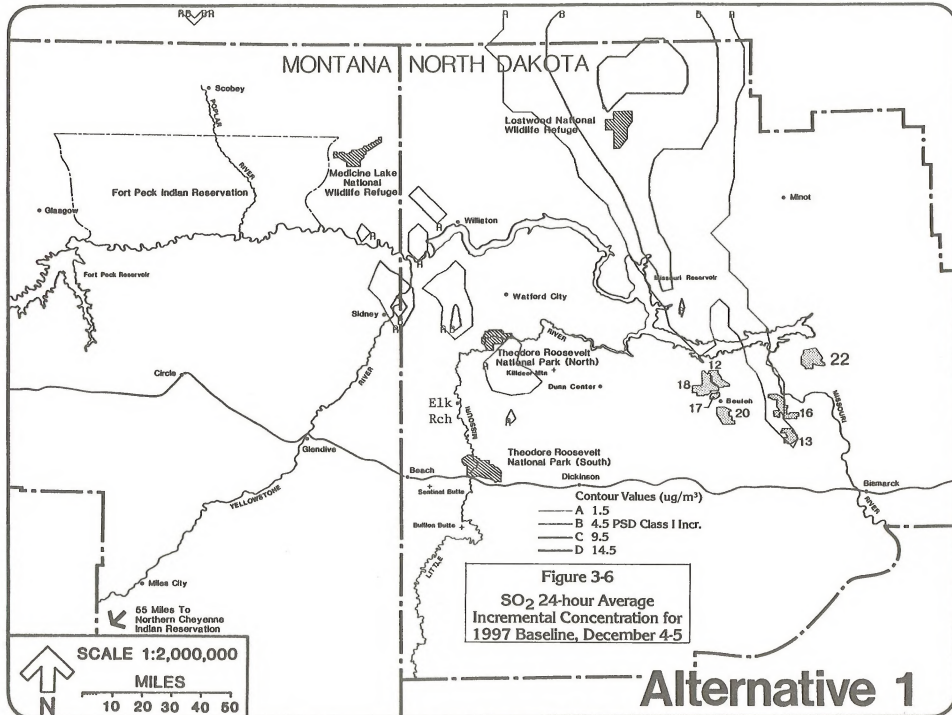 A B B A
A
B
A
MONTANA
NORTH DAKOTA
Scobey
POPLAR
RIVER
Lostwood National
Wildlife Refuge
Medicine Lake
National
Wildlife Refuge
Fort Peck Indian Reservation
Minot
Glasgow
Williston
A
A
A
Fort Peck Reservoir
Missouri Reservoir
Watford City
A
Sidney
A
A
A B
RIVER
Theodore Roosevelt
National Park (North)
Killdeer Mtn
Dunn Center
12
22
18
17
Beulah
20
16
13
Circle
RIVER
Elk
Rch
MISSOURI
A
MISSOURI
Glendive
Theodore Roosevelt
National Park (South)
Beach
Sentinel Butte
Dickinson
Bismarck
YELLOWSTONE
Bullion Butte
RIVER
LITTLE
Contour Values (ug/m³)
A 1.5
B 4.5 PSD Class I Incr.
C 9.5
D 14.5
Miles City
Figure 3-6
SO₂ 24-hour Average
Incremental Concentration for
1997 Baseline, December 4-5
55 Miles To
Northern Cheyenne
Indian Reservation
SCALE 1:2,000,000
MILES
10 20 30 40 50
N
Alternative 1